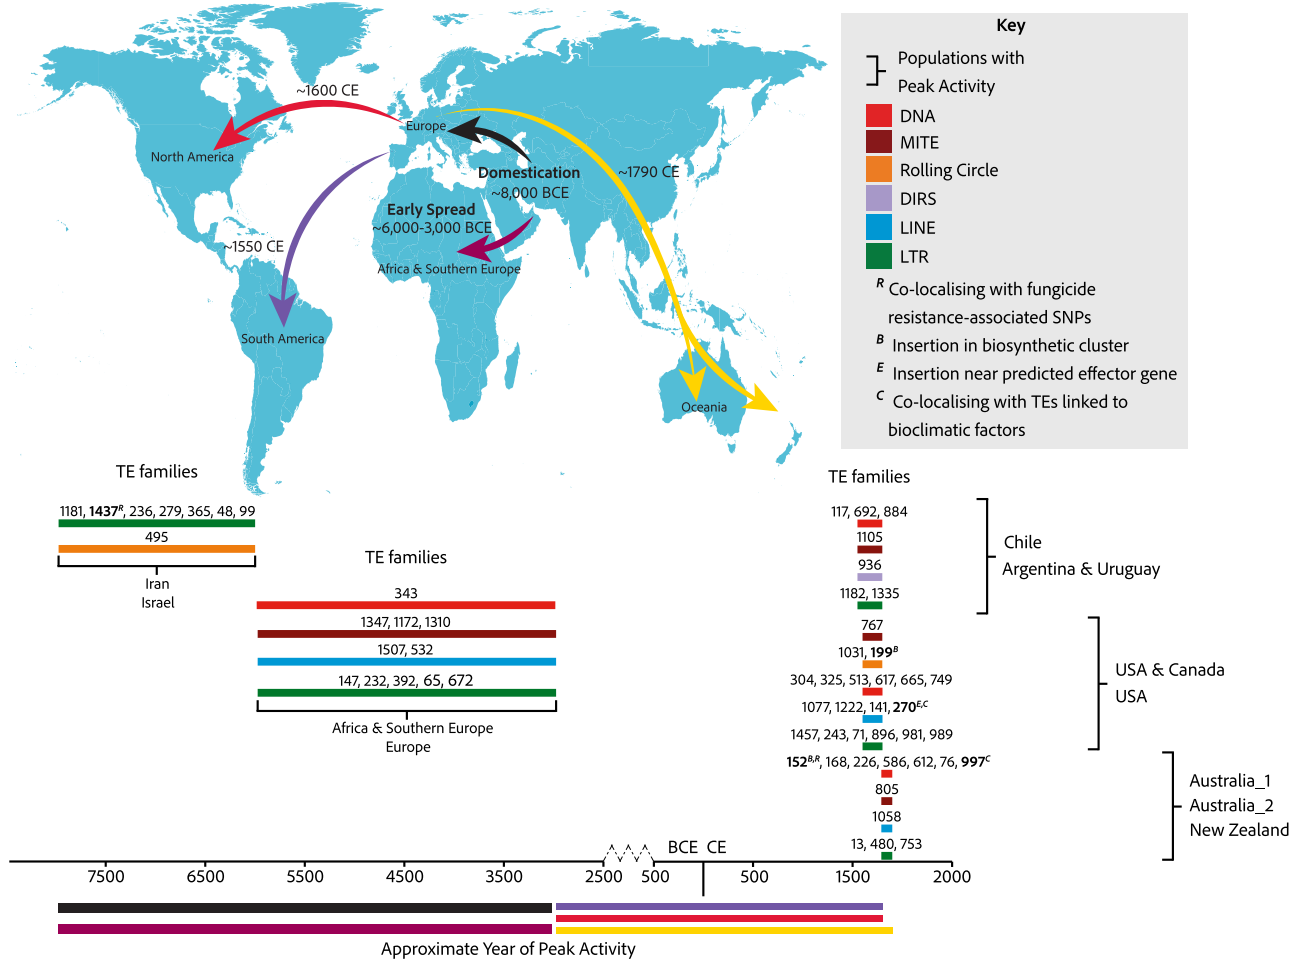 ~1600 CE
Europe
North America
Domestication
~8,000 BCE
~1790 CE
Early Spread
~6,000-3,000 BCE
~1550 CE
Africa & Southern Europe
South America
Oceania
Key
Populations with
Peak Activity
DNA
MITE
Rolling Circle
DIRS
LINE
LTR
R Co-localising with fungicide
resistance-associated SNPs
B Insertion in biosynthetic cluster
E Insertion near predicted effector gene
C Co-localising with TEs linked to
bioclimatic factors
TE families
1181, 1437R, 236, 279, 365, 48, 99
495
Iran
Israel
TE families
343
1347, 1172, 1310
1507, 532
147, 232, 392, 65, 672
Africa & Southern Europe
Europe
TE families
117, 692, 884
1105
936
1182, 1335
Chile
Argentina & Uruguay
767
1031, 199B
304, 325, 513, 617, 665, 749
1077, 1222, 141, 270E,C
1457, 243, 71, 896, 981, 989
USA & Canada
USA
152B,R, 168, 226, 586, 612, 76, 997C
805
1058
13, 480, 753
Australia_1
Australia_2
New Zealand
BCE CE
7500 6500 5500 4500 3500 2500 500 500 1500 2000
Approximate Year of Peak Activity